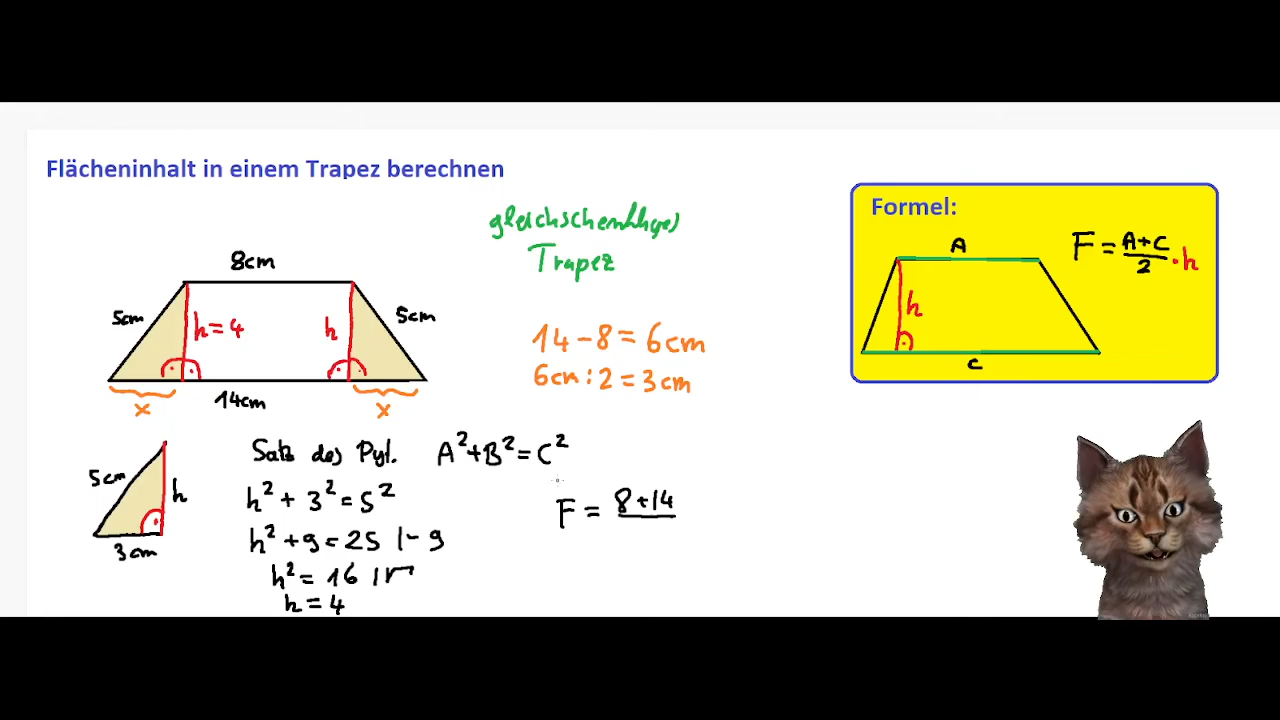 Flächeninhalt in einem Trapez berechnen
gleichschenkliges
Trapez
8cm
5cm
h = 4
h
5cm
x
14cm
x
14 - 8 = 6cm
6cm : 2 = 3cm
Formel:
A
F = A+C/2 · h
h
C
5cm
h
3cm
Satz des Pyt. A²+B²=C²
h² + 3² = 5²
h² + 9 = 25 |- 9
h² = 16 |√
h = 4
F = 8+14